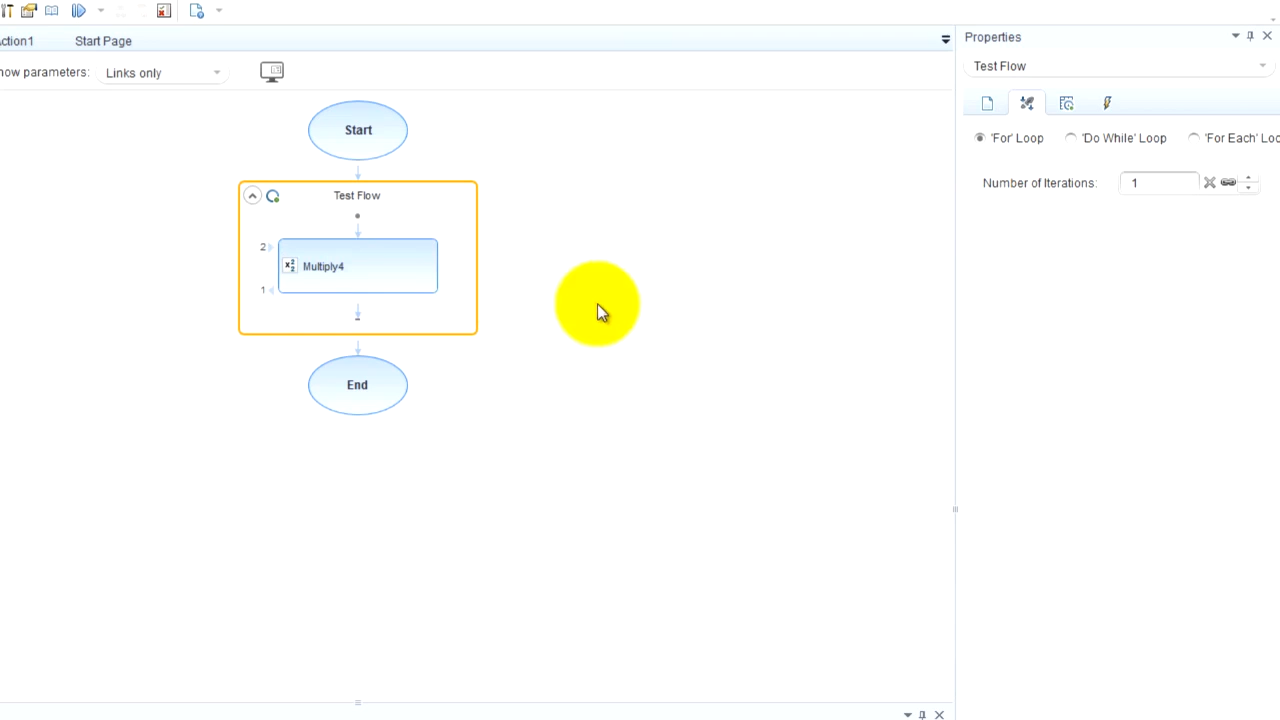 ction1
Start Page
Properties
how parameters:
Links only
Test Flow
Start
'For' Loop
'Do While' Loop
'For Each' Loo
Number of Iterations:
1
Test Flow
2
Multiply4
1
End